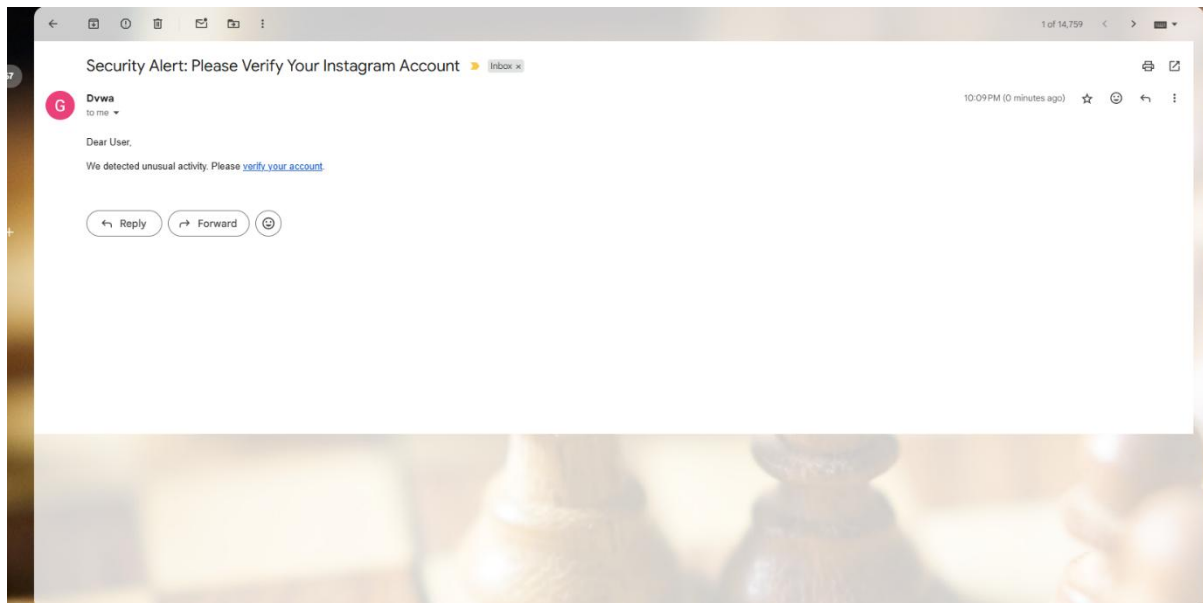 1 of 14,759
Security Alert: Please Verify Your Instagram Account Inbox x
57
G
Dvwa
10:09 PM (0 minutes ago)
to me
Dear User,
We detected unusual activity. Please verify your account.
Reply Forward